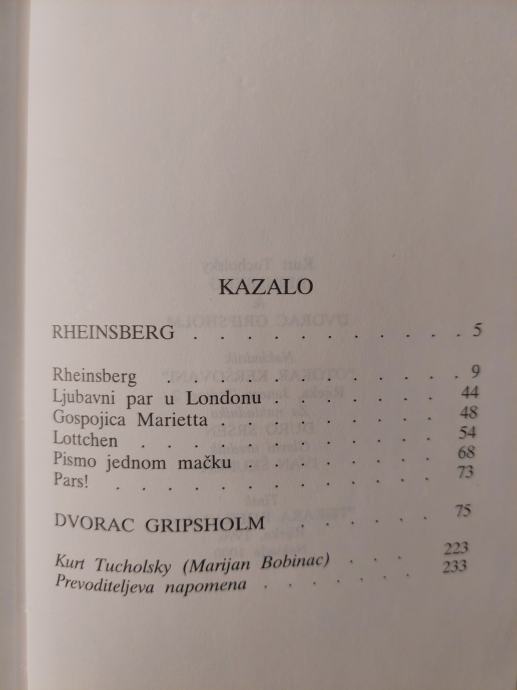 KAZALO
RHEINSBERG . . . . . . . . . . . 5
Rheinsberg . . . . . . . . . . 9
Ljubavni par u Londonu . . . . . . 44
Gospojica Marietta . . . . . . . 48
Lottchen . . . . . . . . . . 54
Pismo jednom mačku . . . . . . . 68
Pars! . . . . . . . . . . . 73
DVORAC GRIPSHOLM . . . . . . 75
Kurt Tucholsky (Marijan Bobinac) . . . 223
Prevoditeljeva napomena . . . . . . 233